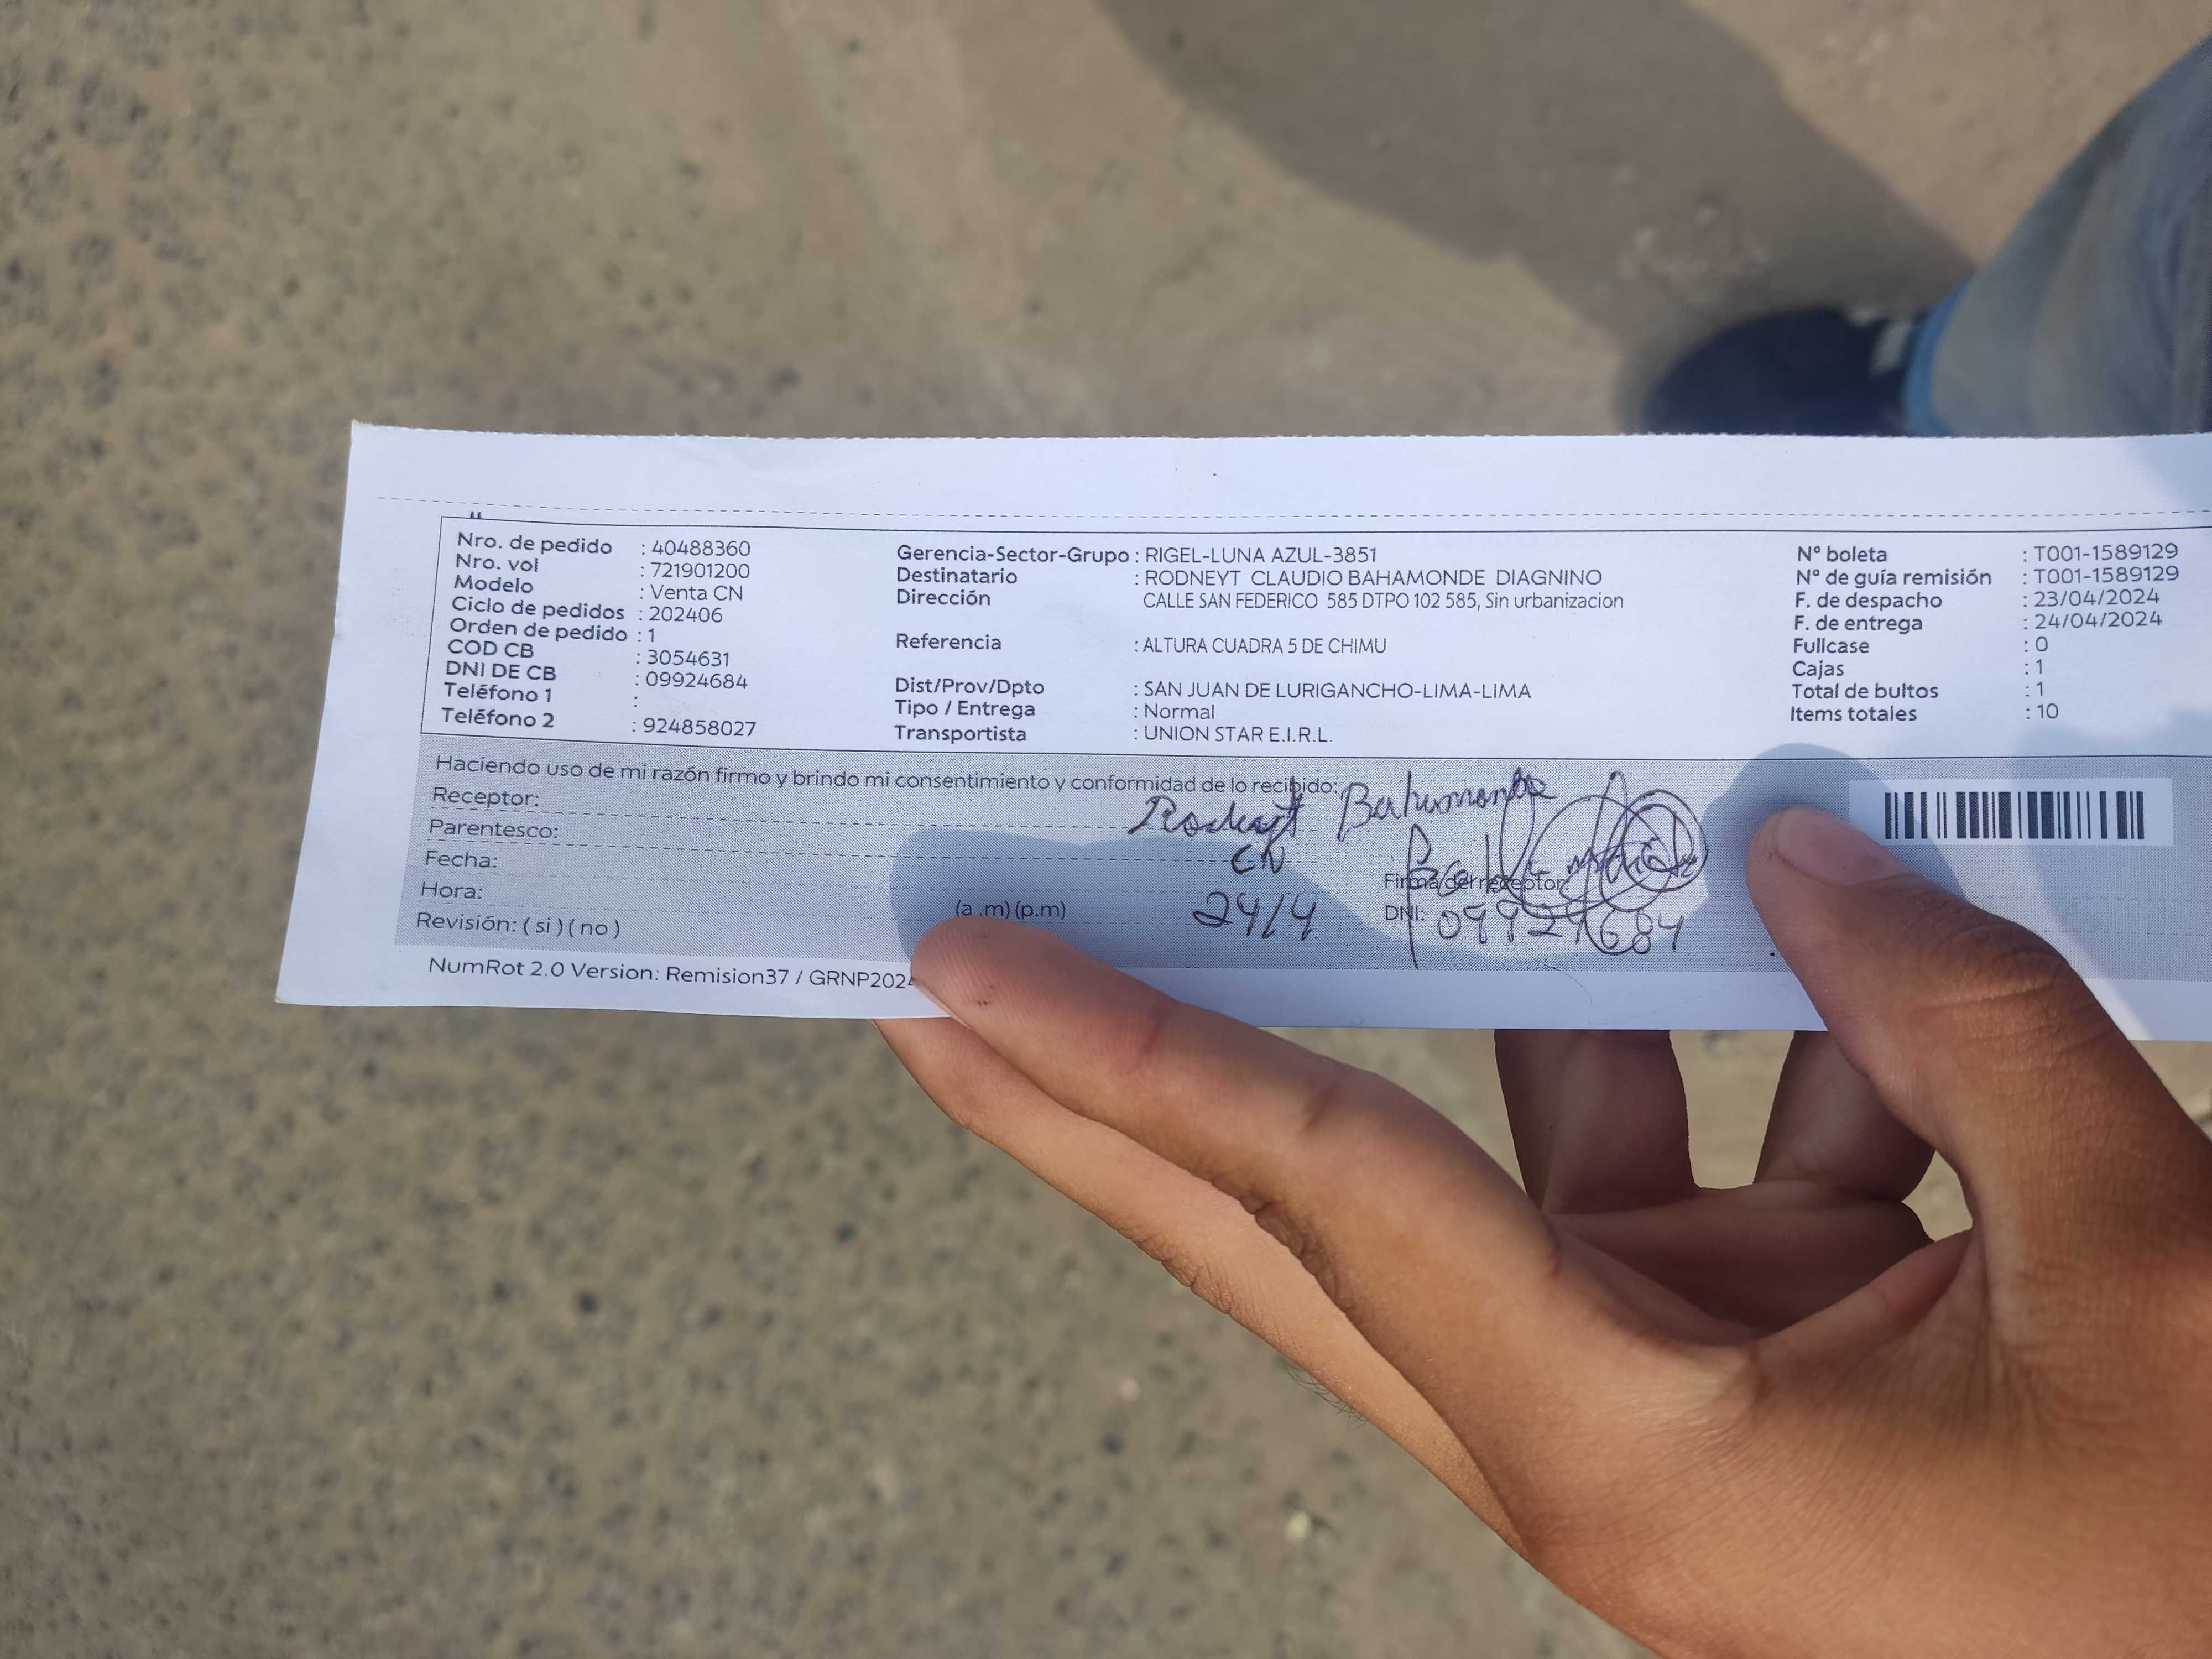 Nro. de pedido : 40488360
Nro. vol : 721901200
Modelo : Venta CN
Ciclo de pedidos : 202406
Orden de pedido : 1
COD CB : 3054631
DNI DE CB : 09924684
Teléfono 1 :
Teléfono 2 : 924858027
Gerencia-Sector-Grupo : RIGEL-LUNA AZUL-3851
Destinatario : RODNEYT CLAUDIO BAHAMONDE DIAGNINO
Dirección CALLE SAN FEDERICO 585 DTPO 102 585, Sin urbanizacion
Referencia : ALTURA CUADRA 5 DE CHIMU
Dist/Prov/Dpto : SAN JUAN DE LURIGANCHO-LIMA-LIMA
Tipo / Entrega : Normal
Transportista : UNION STAR E.I.R.L.
Nº boleta : T001-1589129
Nº de guía remisión : T001-1589129
F. de despacho : 23/04/2024
F. de entrega : 24/04/2024
Fullcase : 0
Cajas : 1
Total de bultos : 1
Items totales : 10
Haciendo uso de mi razón firmo y brindo mi consentimiento y conformidad de lo recibido:
Receptor: Bahamonde
Parentesco: CN
Fecha: 24/4
Hora: (a .m) (p.m)
Revisión: ( si ) ( no )
Firma del receptor:
DNI: 09924684
NumRot 2.0 Version: Remision37 / GRNP202